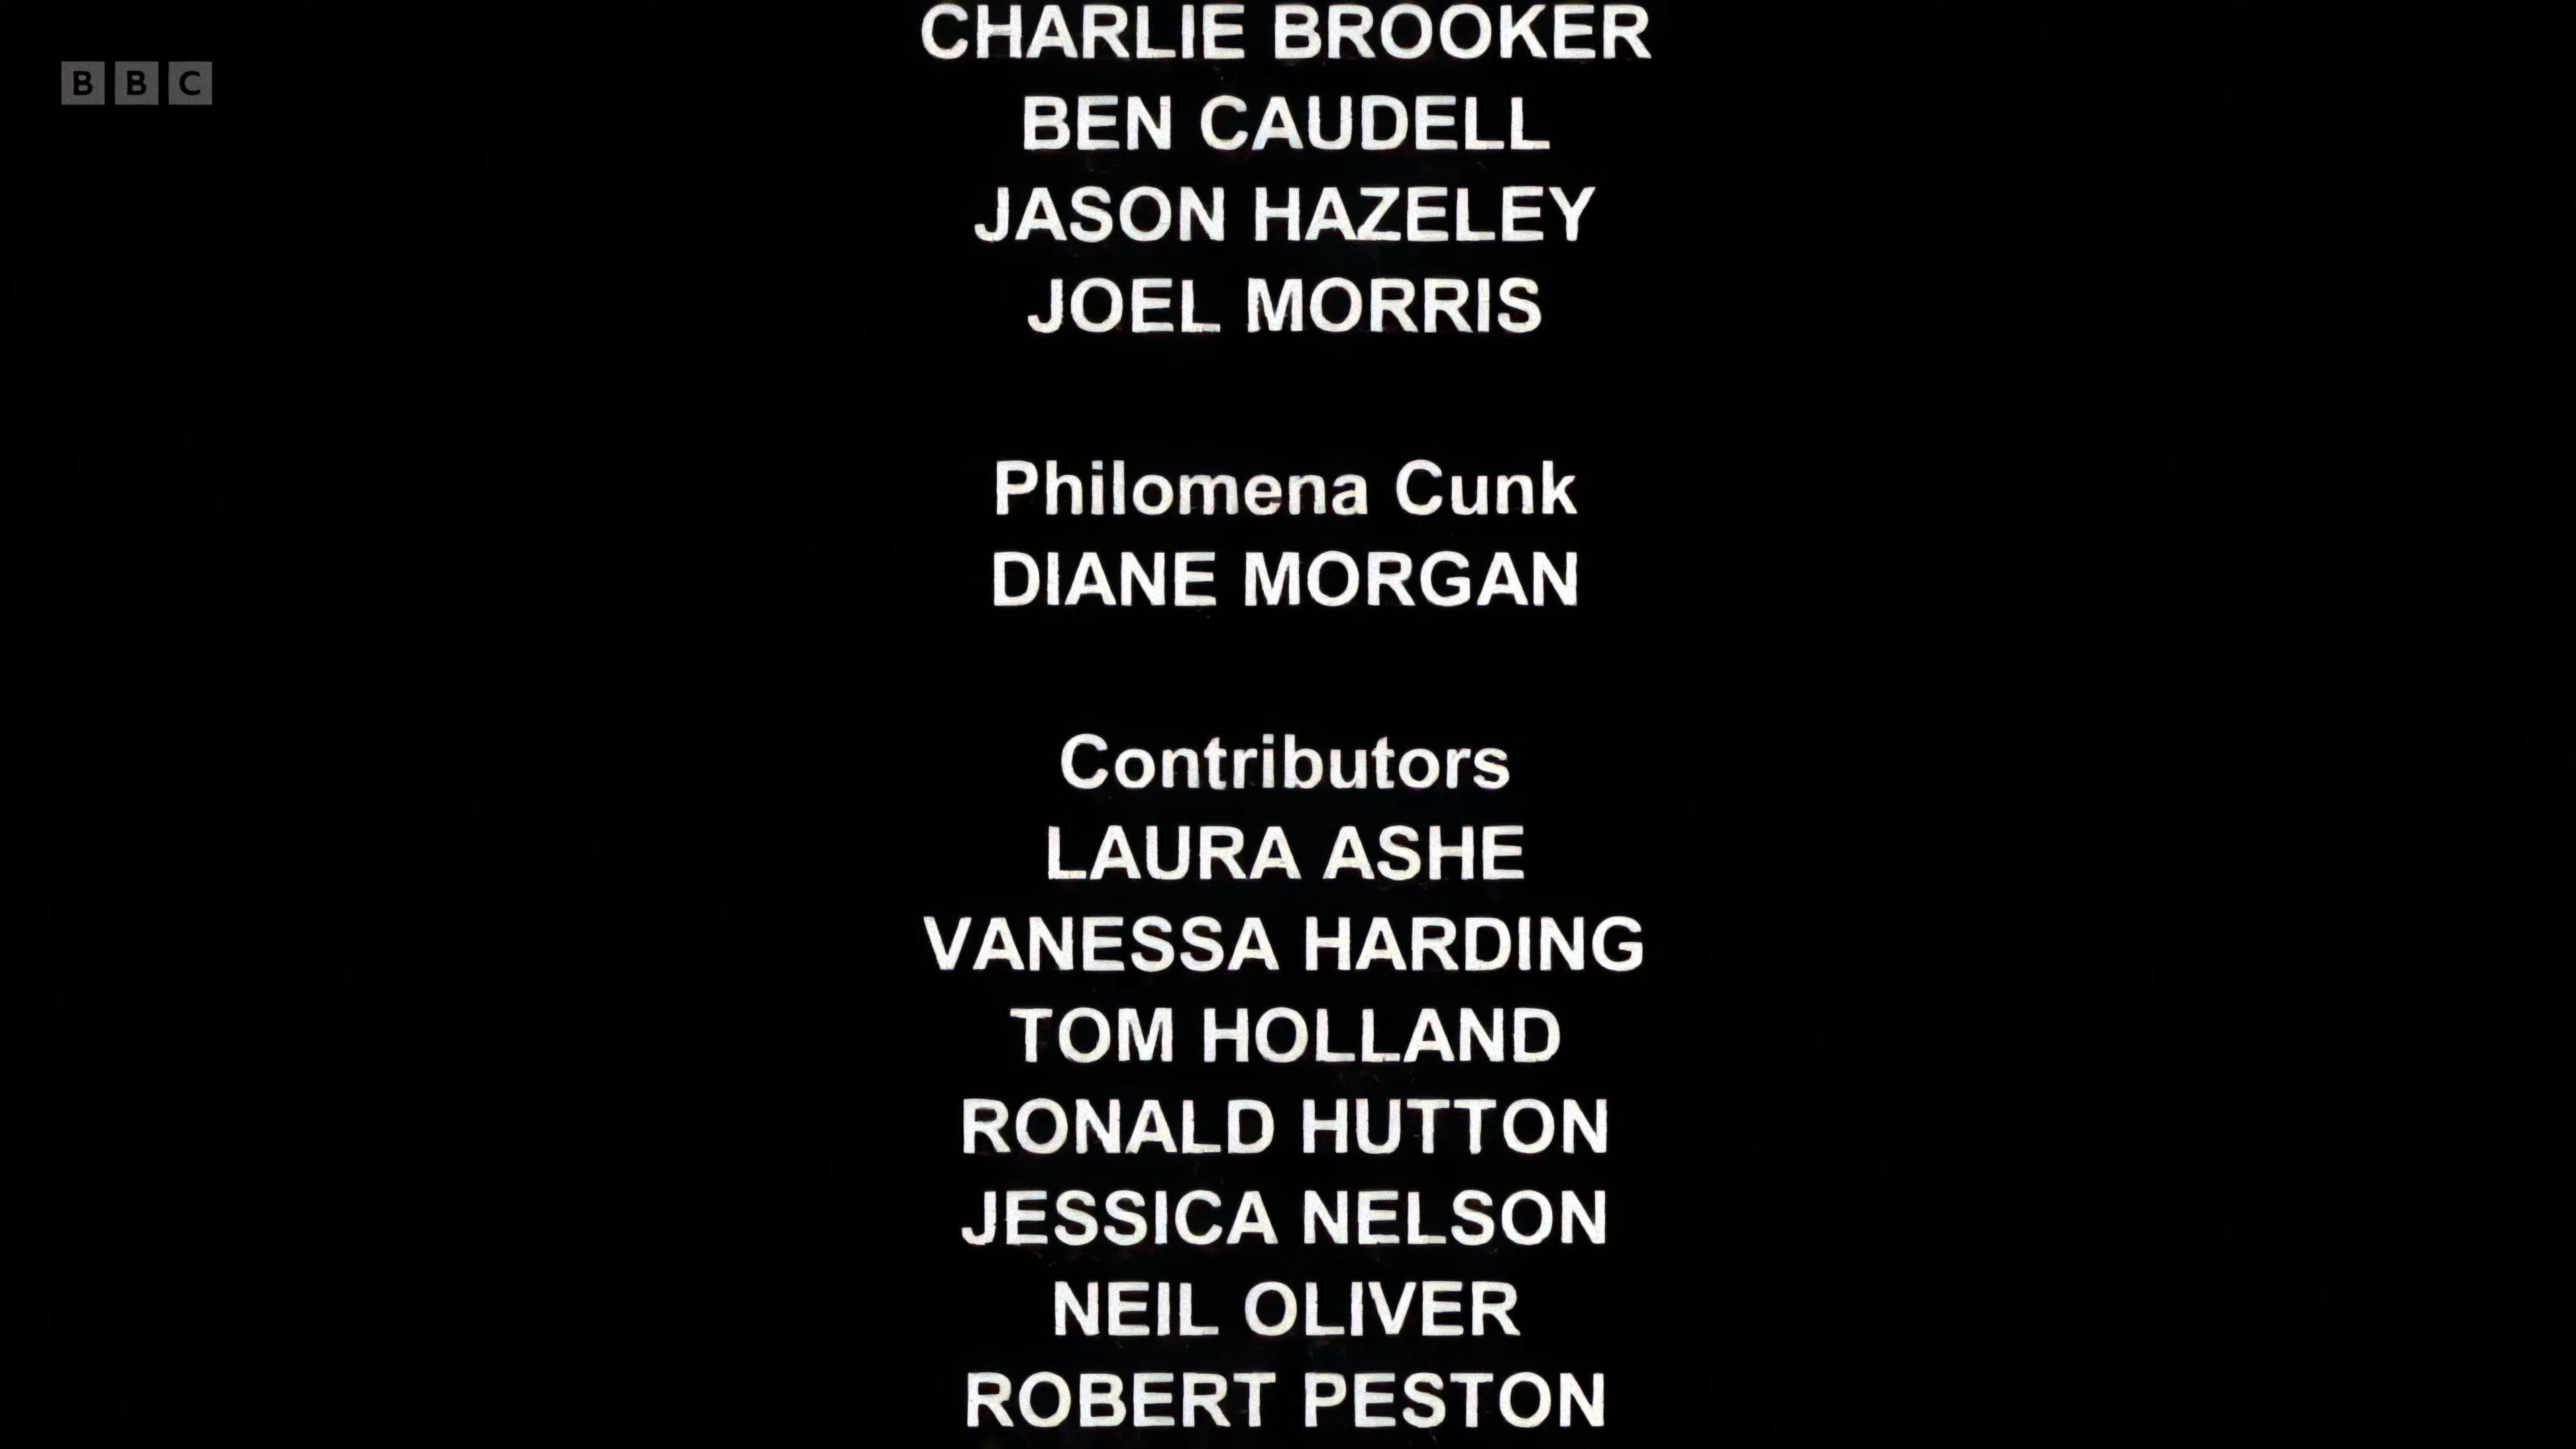 BBC
CHARLIE BROOKER
BEN CAUDELL
JASON HAZELEY
JOEL MORRIS
Philomena Cunk
DIANE MORGAN
Contributors
LAURA ASHE
VANESSA HARDING
TOM HOLLAND
RONALD HUTTON
JESSICA NELSON
NEIL OLIVER
ROBERT PESTON